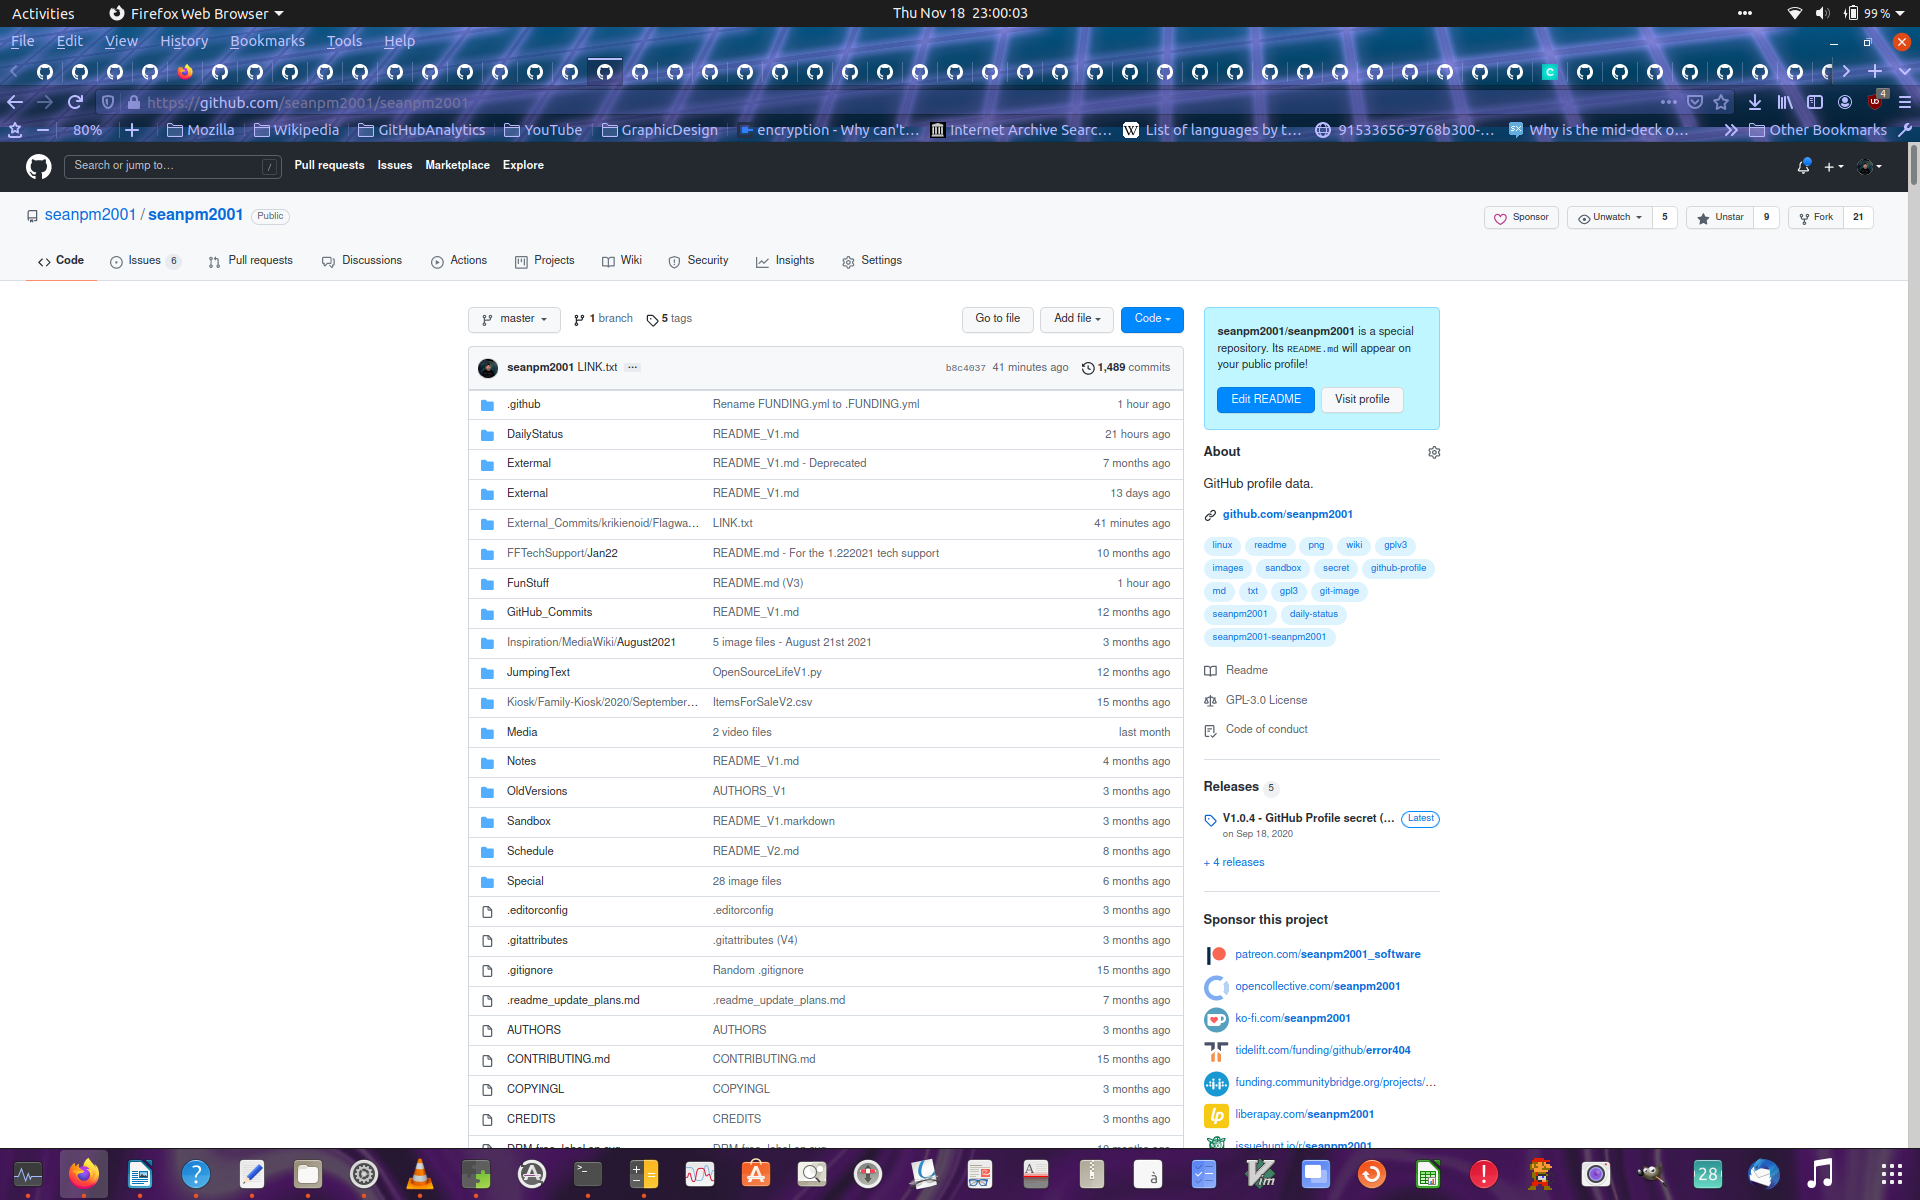 Activities Firefox Web Browser Thu Nov 18 23:00:03 99 %
File Edit View History Bookmarks Tools Help
https://github.com/seanpm2001/seanpm2001 4
80% Mozilla Wikipedia GitHubAnalytics YouTube GraphicDesign encryption - Why can't... Internet Archive Searc... List of languages by t... 91533656-9768b300-... Why is the mid-deck o... Other Bookmarks
Search or jump to... / Pull requests Issues Marketplace Explore
seanpm2001 / seanpm2001 Public Sponsor Unwatch 5 Unstar 9 Fork 21
Code Issues 6 Pull requests Discussions Actions Projects Wiki Security Insights Settings
master 1 branch 5 tags Go to file Add file Code
seanpm2001 LINK.txt ... b8c4037 41 minutes ago 1,489 commits
.github Rename FUNDING.yml to .FUNDING.yml 1 hour ago
DailyStatus README_V1.md 21 hours ago
Extermal README_V1.md - Deprecated 7 months ago
External README_V1.md 13 days ago
External_Commits/krikienoid/Flagwa... LINK.txt 41 minutes ago
FFTechSupport/Jan22 README.md - For the 1.222021 tech support 10 months ago
FunStuff README.md (V3) 1 hour ago
GitHub_Commits README_V1.md 12 months ago
Inspiration/MediaWiki/August2021 5 image files - August 21st 2021 3 months ago
JumpingText OpenSourceLifeV1.py 12 months ago
Kiosk/Family-Kiosk/2020/September... ItemsForSaleV2.csv 15 months ago
Media 2 video files last month
Notes README_V1.md 4 months ago
OldVersions AUTHORS_V1 3 months ago
Sandbox README_V1.markdown 3 months ago
Schedule README_V2.md 8 months ago
Special 28 image files 6 months ago
.editorconfig .editorconfig 3 months ago
.gitattributes .gitattributes (V4) 3 months ago
.gitignore Random .gitignore 15 months ago
.readme_update_plans.md .readme_update_plans.md 7 months ago
AUTHORS AUTHORS 3 months ago
CONTRIBUTING.md CONTRIBUTING.md 15 months ago
COPYINGL COPYINGL 3 months ago
CREDITS CREDITS 3 months ago
seanpm2001/seanpm2001 is a special
repository. Its README.md will appear on
your public profile!
Edit README Visit profile
About
GitHub profile data.
github.com/seanpm2001
linux readme png wiki gplv3
images sandbox secret github-profile
md txt gpl3 git-image
seanpm2001 daily-status
seanpm2001-seanpm2001
Readme
GPL-3.0 License
Code of conduct
Releases 5
V1.0.4 - GitHub Profile secret (... Latest
on Sep 18, 2020
+ 4 releases
Sponsor this project
patreon.com/seanpm2001_software
opencollective.com/seanpm2001
ko-fi.com/seanpm2001
tidelift.com/funding/github/error404
funding.communitybridge.org/projects/...
liberapay.com/seanpm2001
issuehunt.io/r/seanpm2001
28